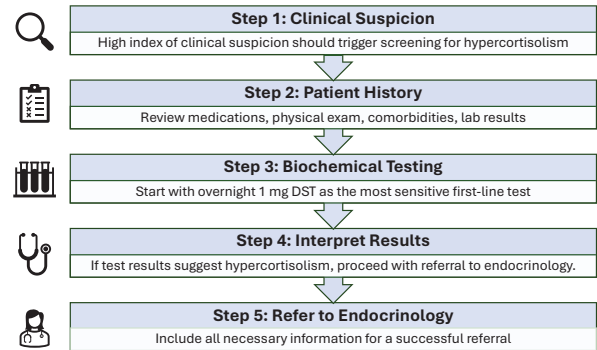 Step 1: Clinical Suspicion
High index of clinical suspicion should trigger screening for hypercortisolism
Step 2: Patient History
Review medications, physical exam, comorbidities, lab results
Step 3: Biochemical Testing
Start with overnight 1 mg DST as the most sensitive first-line test
Step 4: Interpret Results
If test results suggest hypercortisolism, proceed with referral to endocrinology.
Step 5: Refer to Endocrinology
Include all necessary information for a successful referral